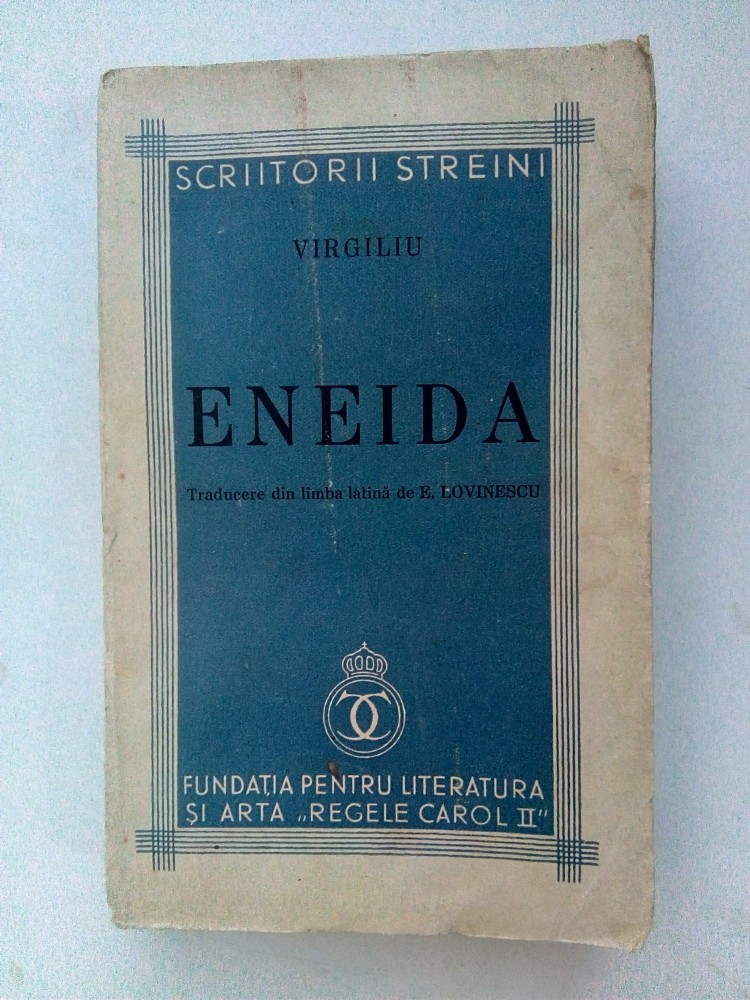 SCRIITORII STREINI
VIRGILIU
ENEIDA
Traducere din limba latină de E. LOVINESCU
FUNDAȚIA PENTRU LITERATURA
ȘI ARTA „REGELE CAROL II"